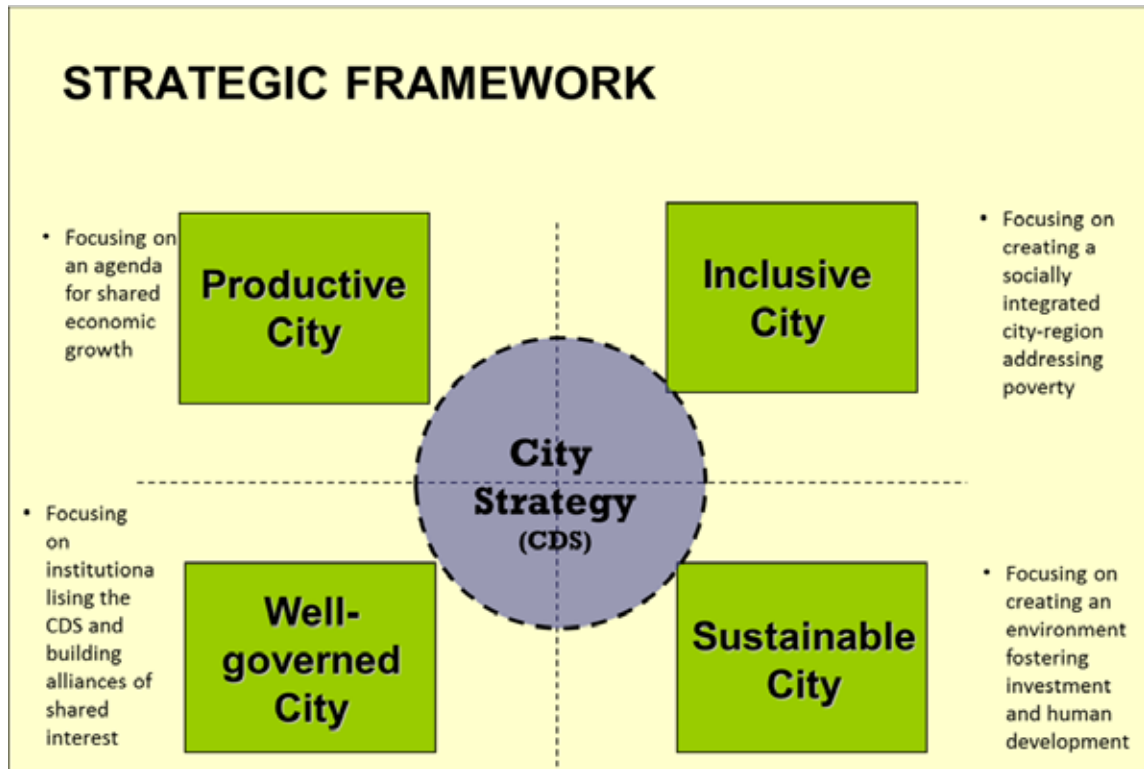 STRATEGIC FRAMEWORK
• Focusing on
an agenda
for shared
economic
growth
Productive
City
Inclusive
City
• Focusing on
creating a
socially
integrated
city-region
addressing
poverty
City
Strategy
(CDS)
• Focusing
on
institutiona
lising the
CDS and
building
alliances of
shared
interest
Well-
governed
City
Sustainable
City
• Focusing on
creating an
environment
fostering
investment
and human
development